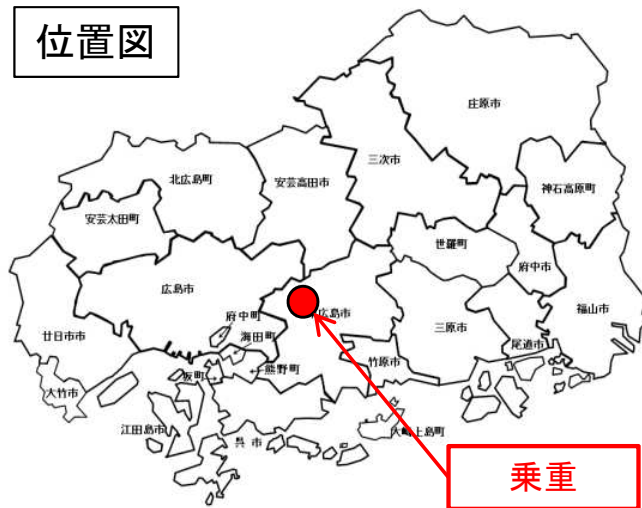 位置図
庄原市
三次市
北広島町
安芸高田市
神石高原町
安芸太田町
世羅町
府中市
広島市
広島市
福山市
府中町
三原市
海田町
尾道市
廿日市市
竹原市
熊野町
坂町
大竹市
江田島市
呉市
大崎上島町
乗重